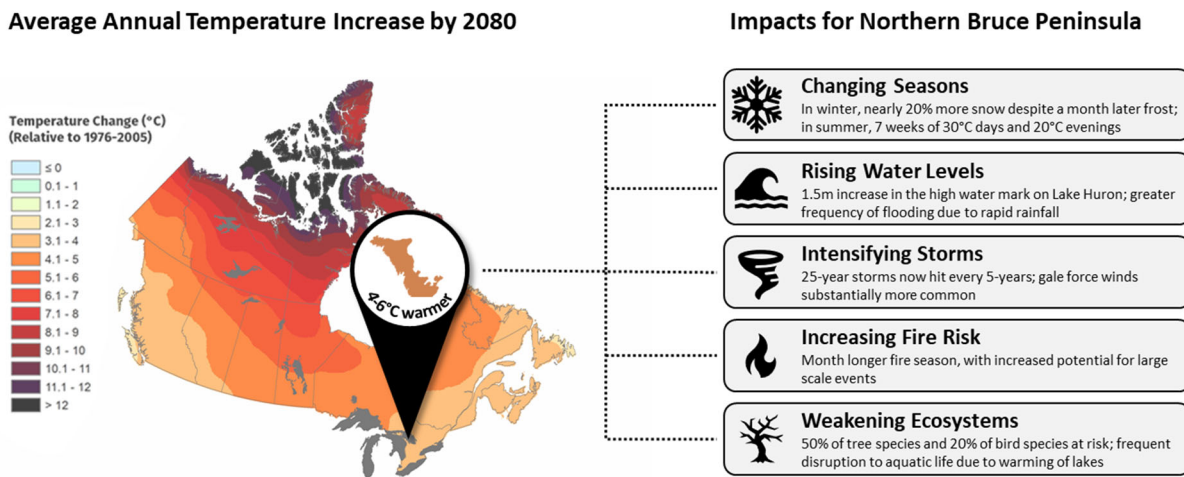 Average Annual Temperature Increase by 2080
Temperature Change (°C)
(Relative to 1976-2005)
≤ 0
0.1 - 1
1.1 - 2
2.1 - 3
3.1 - 4
4.1 - 5
5.1 - 6
6.1 - 7
7.1 - 8
8.1 - 9
9.1 - 10
10.1 - 11
11.1 - 12
> 12
4-6°C warmer
Impacts for Northern Bruce Peninsula
Changing Seasons
In winter, nearly 20% more snow despite a month later frost;
in summer, 7 weeks of 30°C days and 20°C evenings
Rising Water Levels
1.5m increase in the high water mark on Lake Huron; greater
frequency of flooding due to rapid rainfall
Intensifying Storms
25-year storms now hit every 5-years; gale force winds
substantially more common
Increasing Fire Risk
Month longer fire season, with increased potential for large
scale events
Weakening Ecosystems
50% of tree species and 20% of bird species at risk; frequent
disruption to aquatic life due to warming of lakes